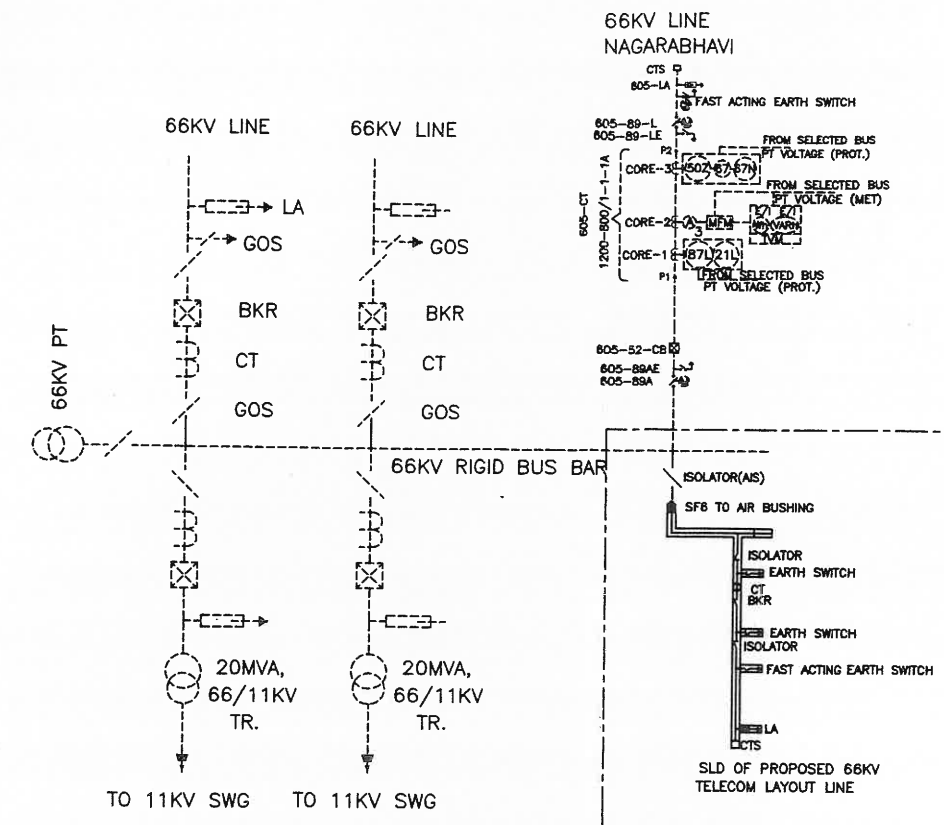 66KV LINE
NAGARABHAVI
CTS
605-LA
FAST ACTING EARTH SWITCH
605-89-L
605-89-LE
P2
FROM SELECTED BUS
PT VOLTAGE (PROT.)
CORE-3
50Z 67 67N
FROM SELECTED BUS
PT VOLTAGE (MET)
605-CT
1200-800/1-1-1A
CORE-2
A
3
MFM
E/I E/I
WH VARH
TVM
CORE-1
87L 21L
P1
FROM SELECTED BUS
PT VOLTAGE (PROT.)
605-52-CB
605-89AE
605-89A
66KV LINE
66KV LINE
LA
GOS
GOS
BKR
BKR
CT
CT
GOS
GOS
66KV PT
66KV RIGID BUS BAR
20MVA,
66/11KV
TR.
20MVA,
66/11KV
TR.
TO 11KV SWG
TO 11KV SWG
ISOLATOR(AIS)
SF6 TO AIR BUSHING
ISOLATOR
EARTH SWITCH
CT
BKR
EARTH SWITCH
ISOLATOR
FAST ACTING EARTH SWITCH
LA
CTS
SLD OF PROPOSED 66KV
TELECOM LAYOUT LINE